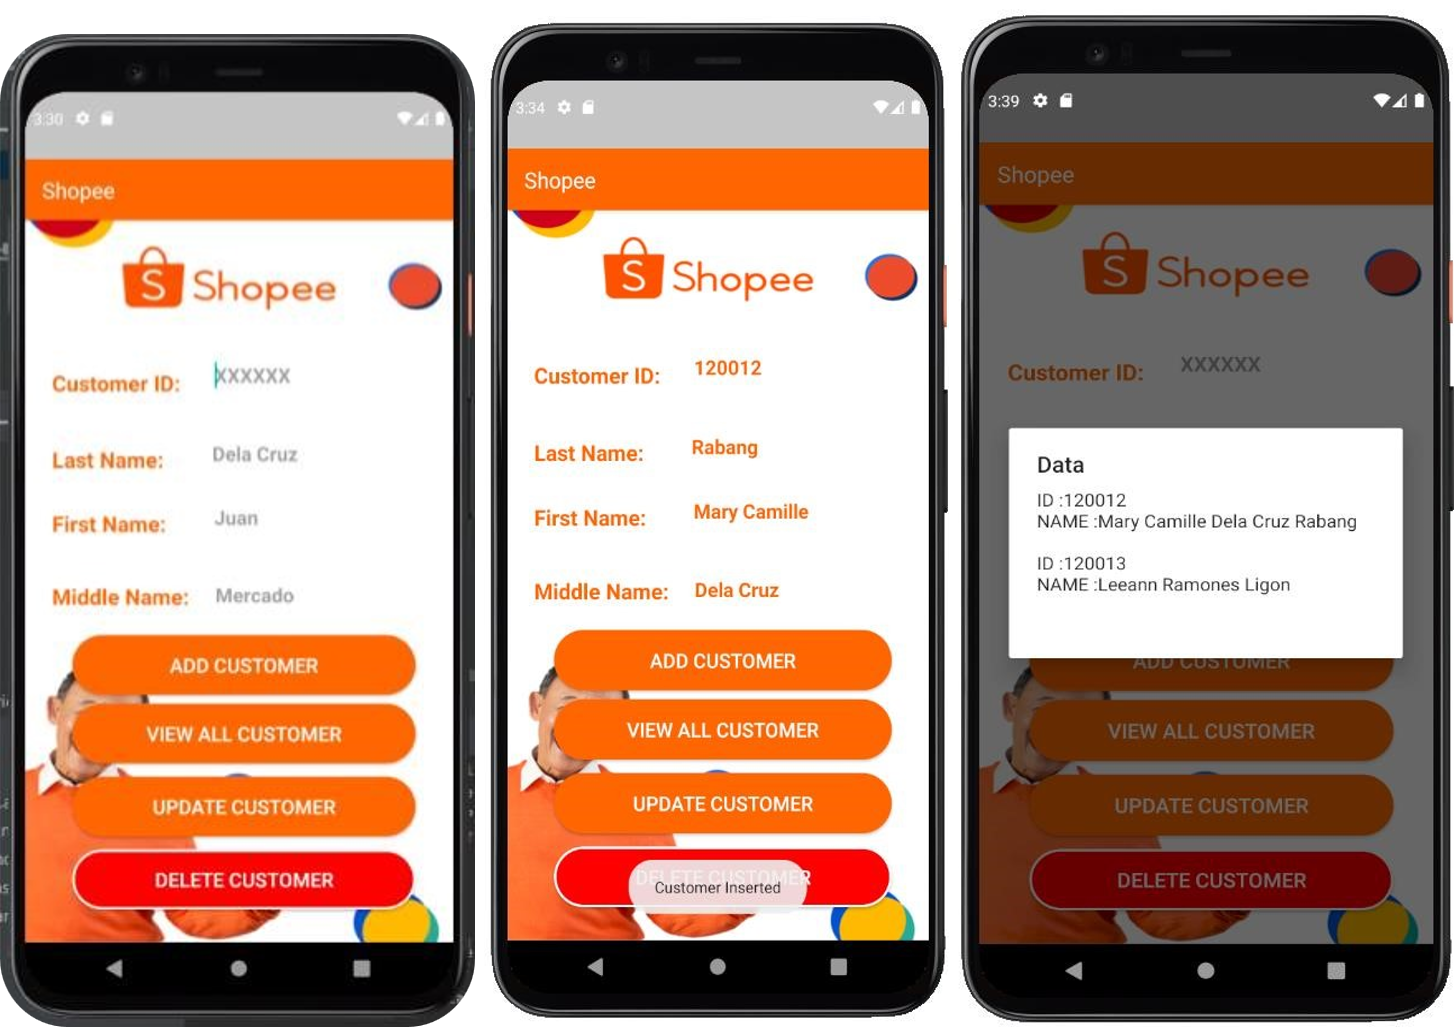 3:30
Shopee
S Shopee
Customer ID: XXXXXX
Last Name: Dela Cruz
First Name: Juan
Middle Name: Mercado
ADD CUSTOMER
VIEW ALL CUSTOMER
UPDATE CUSTOMER
DELETE CUSTOMER
3:34
Shopee
S Shopee
Customer ID: 120012
Last Name: Rabang
First Name: Mary Camille
Middle Name: Dela Cruz
ADD CUSTOMER
VIEW ALL CUSTOMER
UPDATE CUSTOMER
DELETE CUSTOMER
Customer Inserted
3:39
Shopee
S Shopee
Customer ID: XXXXXX
Data
ID :120012
NAME :Mary Camille Dela Cruz Rabang
ID :120013
NAME :Leeann Ramones Ligon
ADD CUSTOMER
VIEW ALL CUSTOMER
UPDATE CUSTOMER
DELETE CUSTOMER